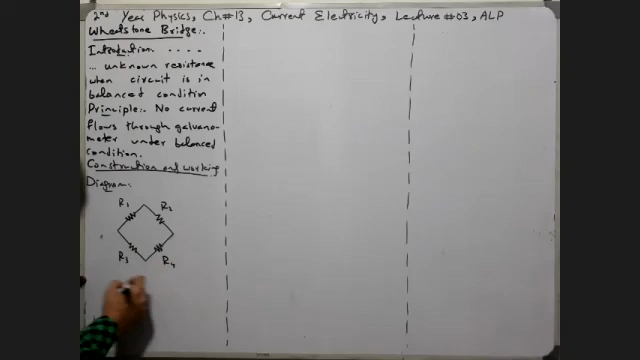 2nd Year Physics, Ch#13, Current Electricity, Lecture #03, ALP
Wheatstone Bridge:.
Introduction: ....
... unknown resistance
when circuit is in
balanced condition
Principle:. No current
flows through galvano-
meter under balanced
condition.
Construction and working
Diagram:
R1 R2
R3 R4